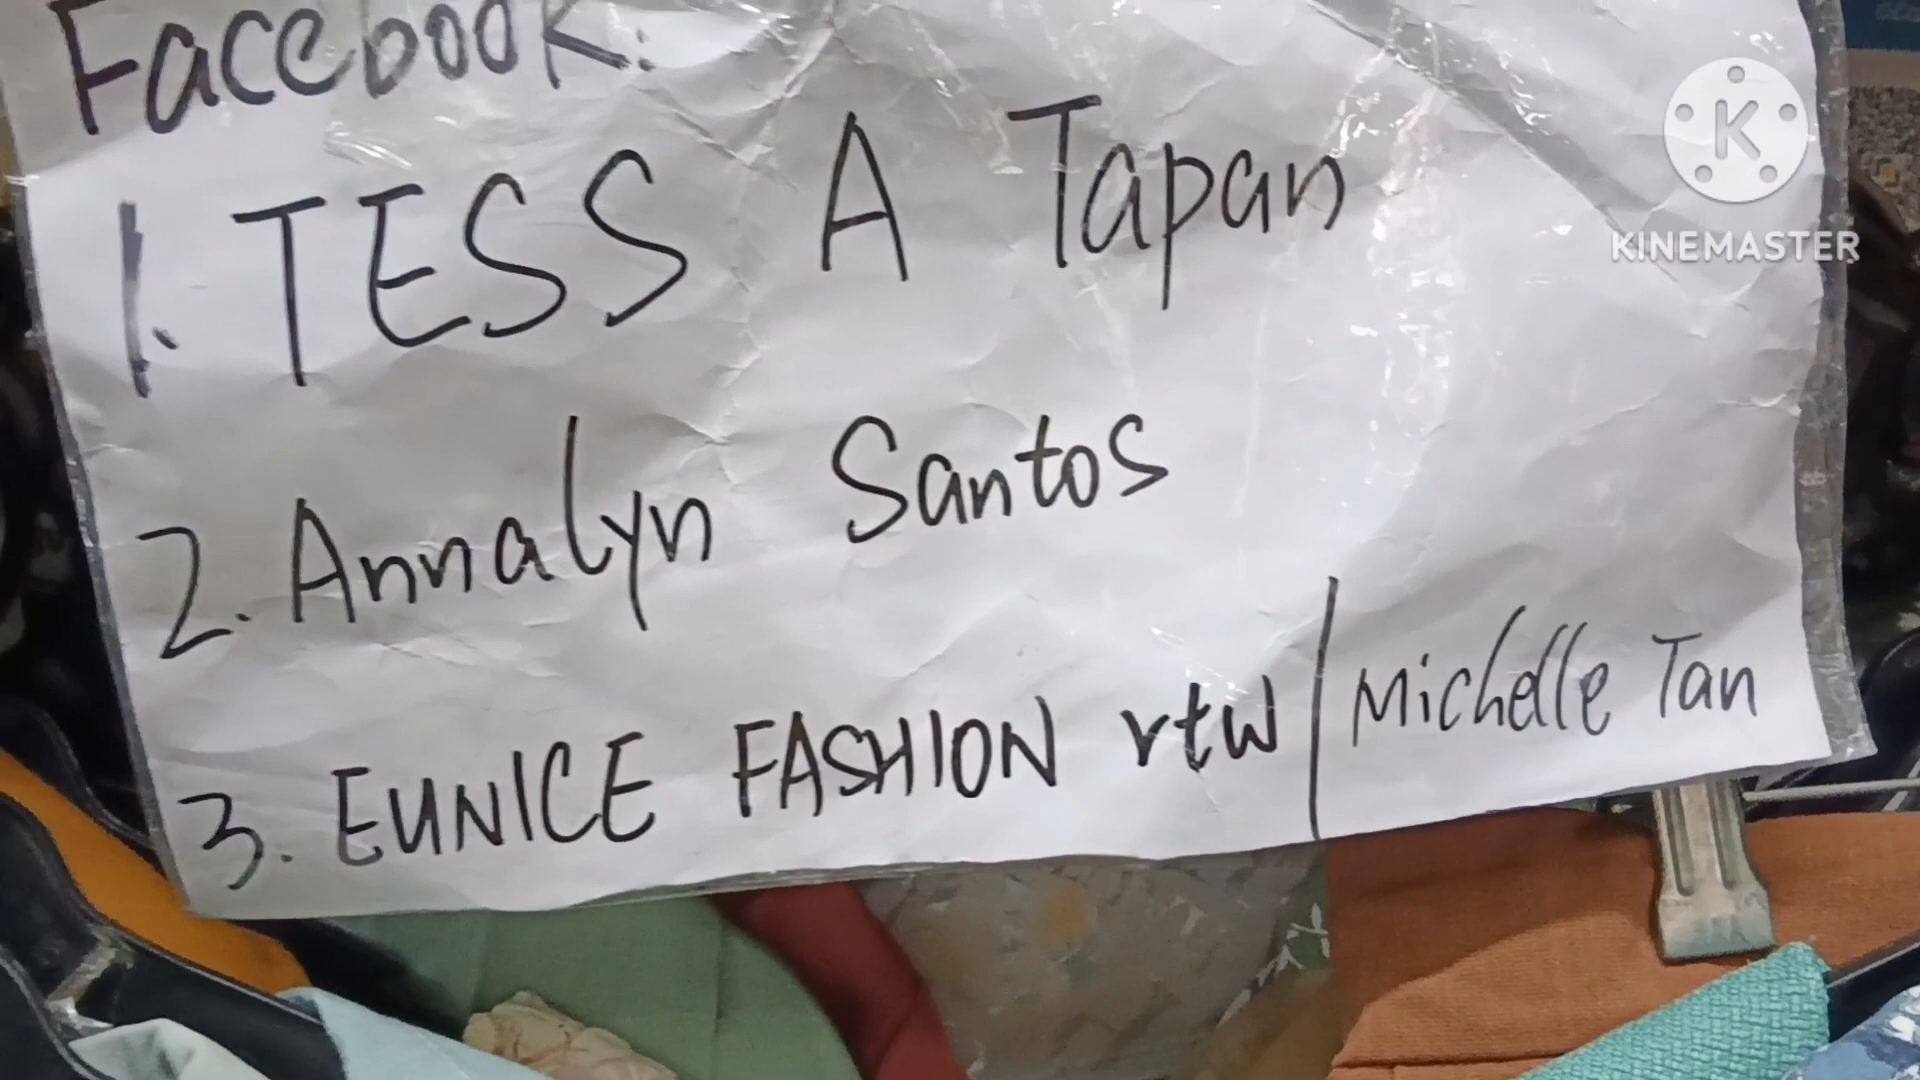 Facebook:
1. TESS A Tapan
2. Annalyn Santos
3. EUNICE FASHION rtw / Michelle Tan
K
KINEMASTER